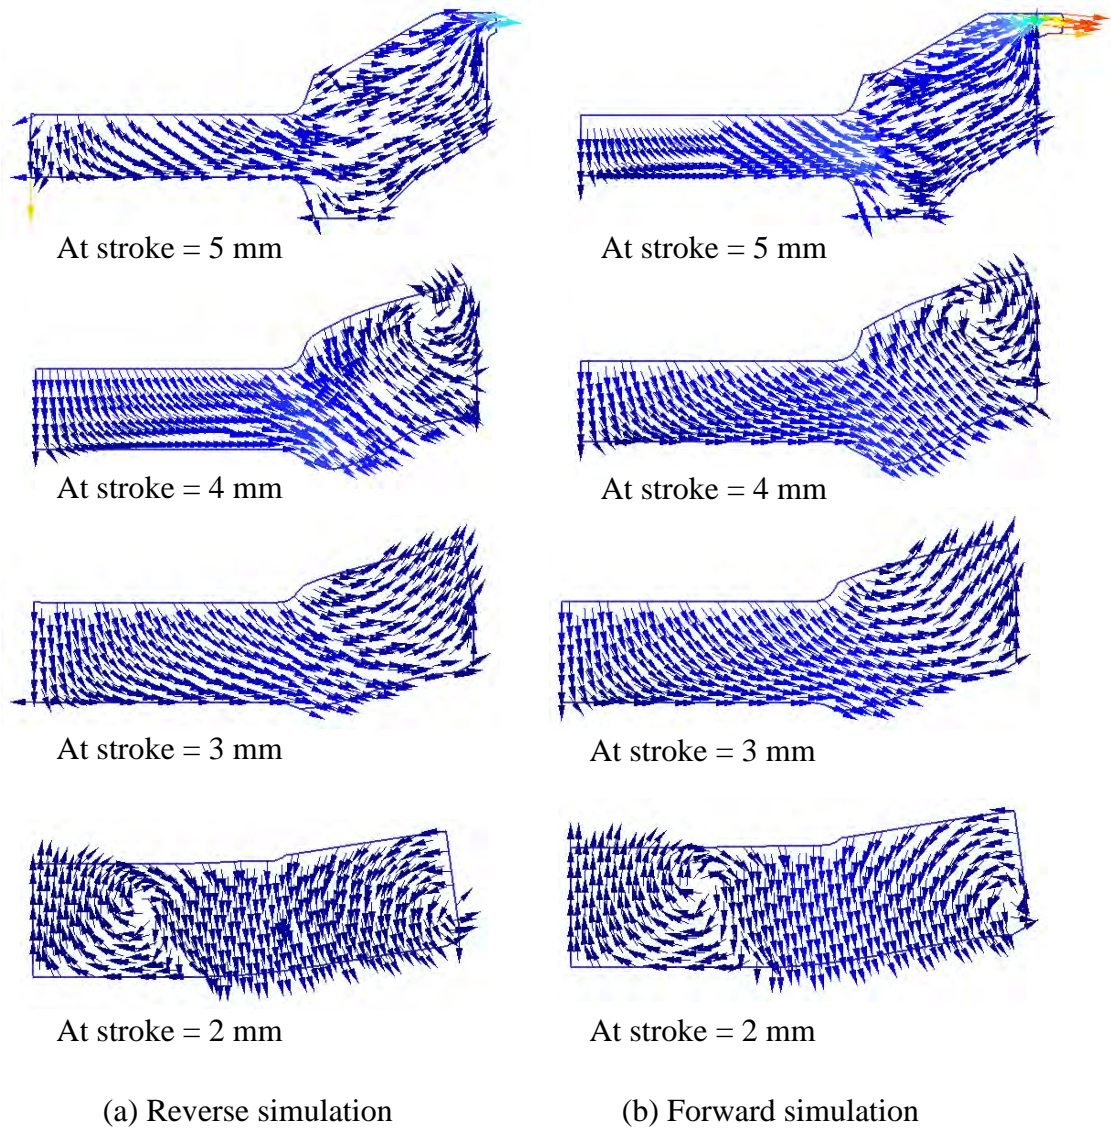 At stroke = 5 mm
At stroke = 5 mm
At stroke = 4 mm
At stroke = 4 mm
At stroke = 3 mm
At stroke = 3 mm
At stroke = 2 mm
At stroke = 2 mm
(a) Reverse simulation
(b) Forward simulation